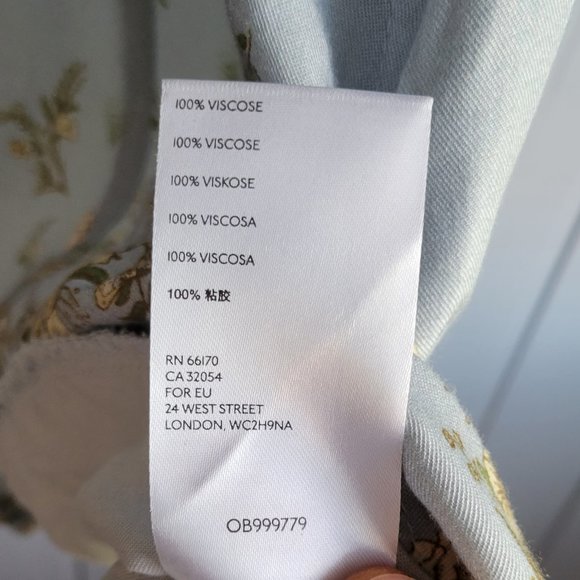 100% VISCOSE
100% VISCOSE
100% VISKOSE
100% VISCOSA
100% VISCOSA
100% 粘胶
RN 66170
CA 32054
FOR EU
24 WEST STREET
LONDON, WC2H9NA
OB999779